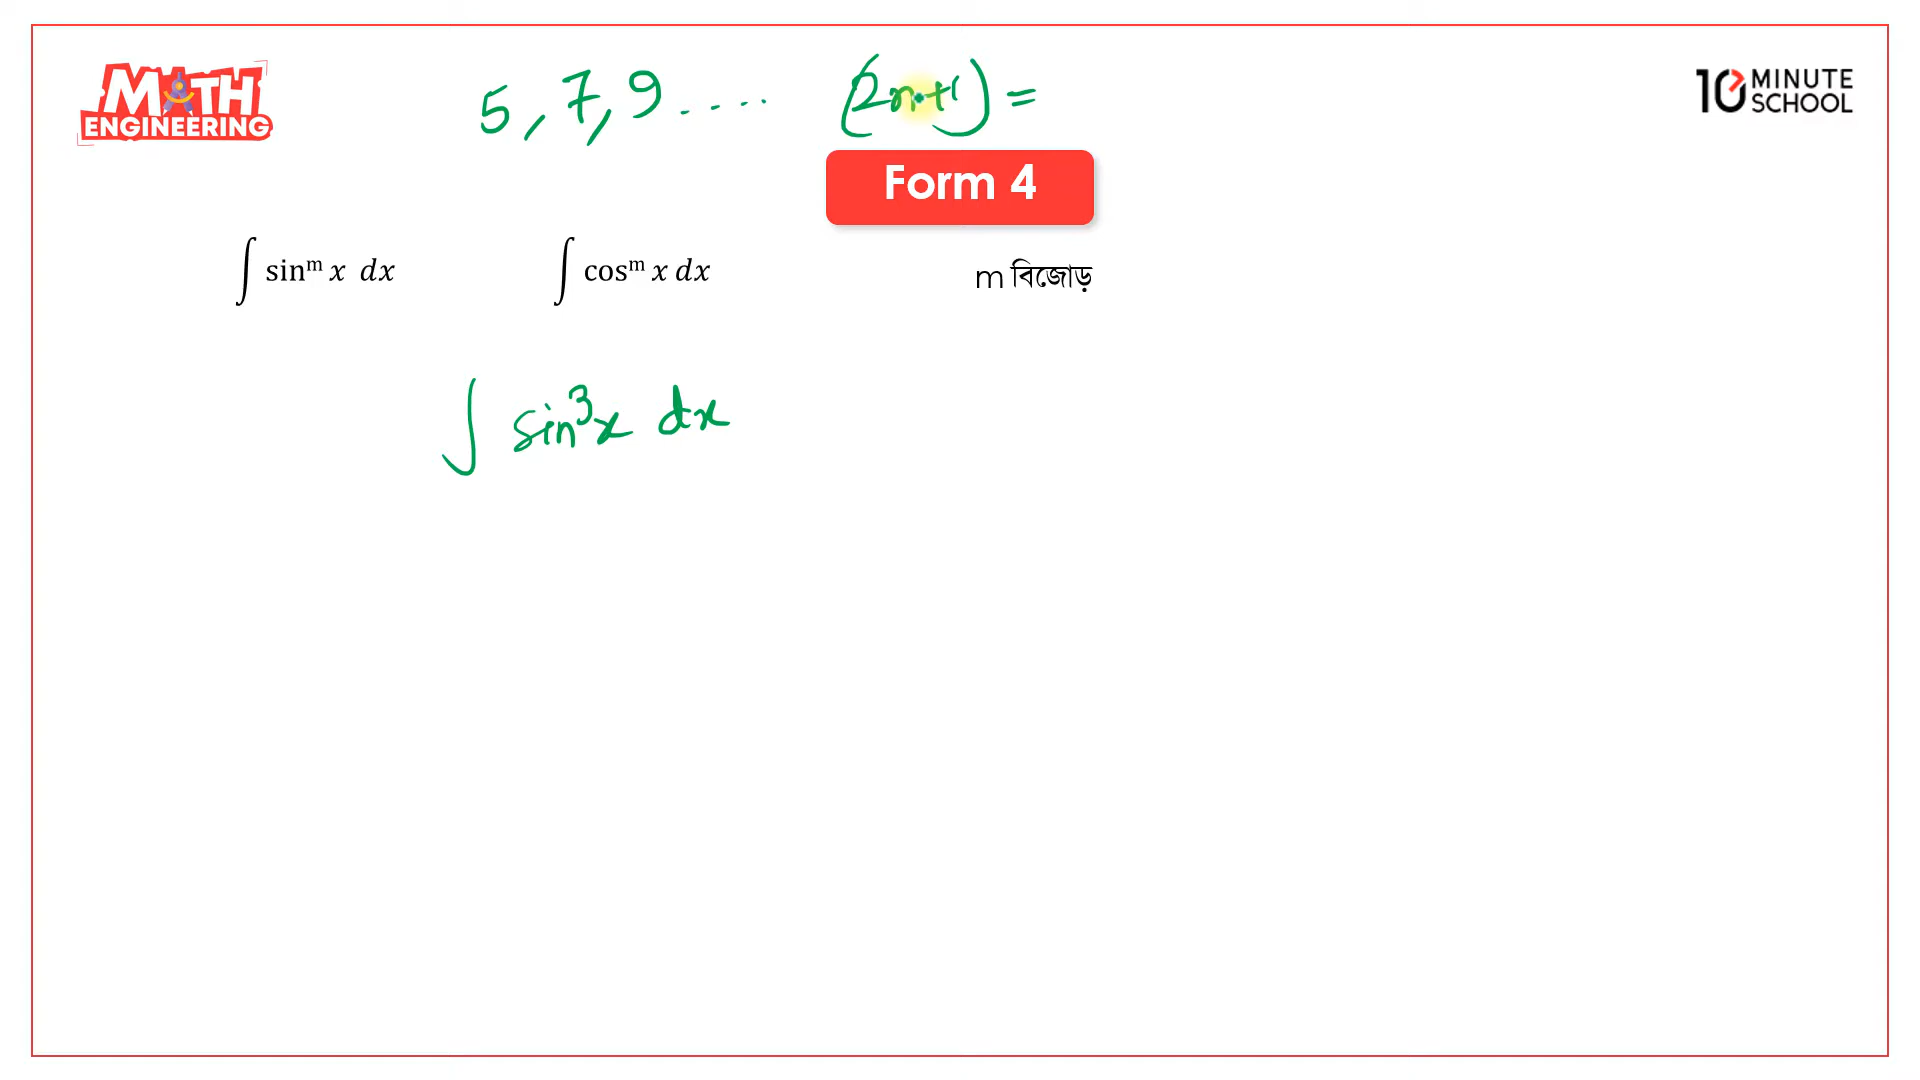 MATH
ENGINEERING
5, 7, 9 .... (2n+1) =
10 MINUTE
SCHOOL
Form 4
∫ sinᵐ x dx ∫ cosᵐ x dx m বিজোড়
∫ sin³x dx